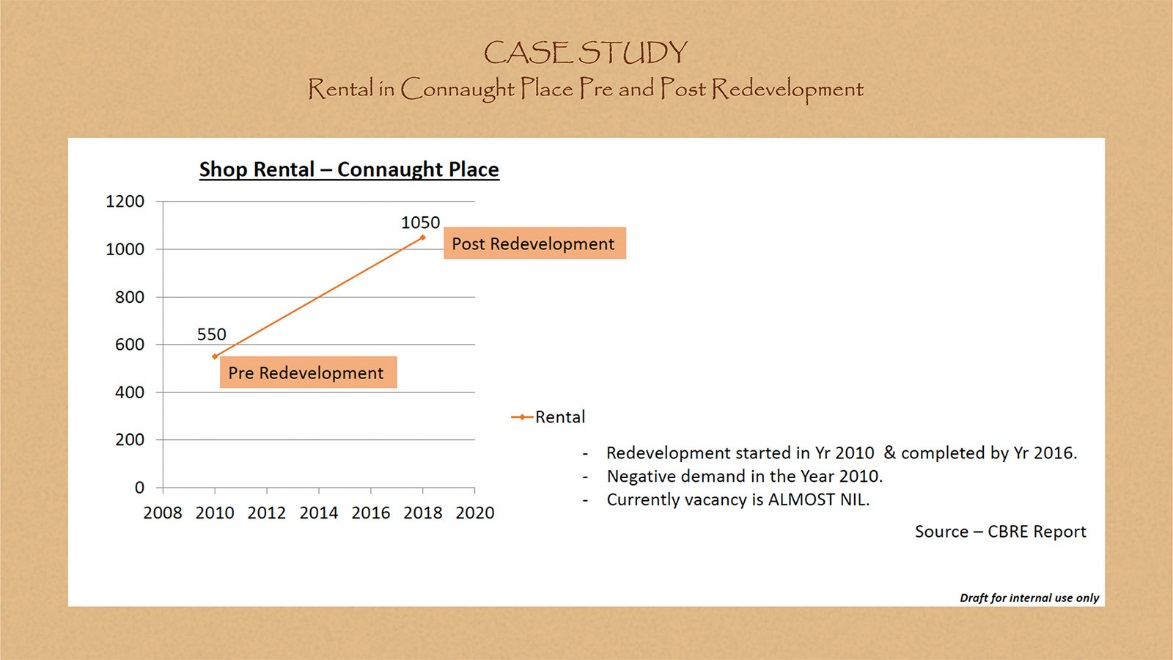 CASE STUDY
Rental in Connaught Place Pre and Post Redevelopment
Shop Rental – Connaught Place
1200
1000
800
600
400
200
0
1050
Post Redevelopment
550
Pre Redevelopment
2008 2010 2012 2014 2016 2018 2020
Rental
- Redevelopment started in Yr 2010 & completed by Yr 2016.
- Negative demand in the Year 2010.
- Currently vacancy is ALMOST NIL.
Source – CBRE Report
Draft for internal use only